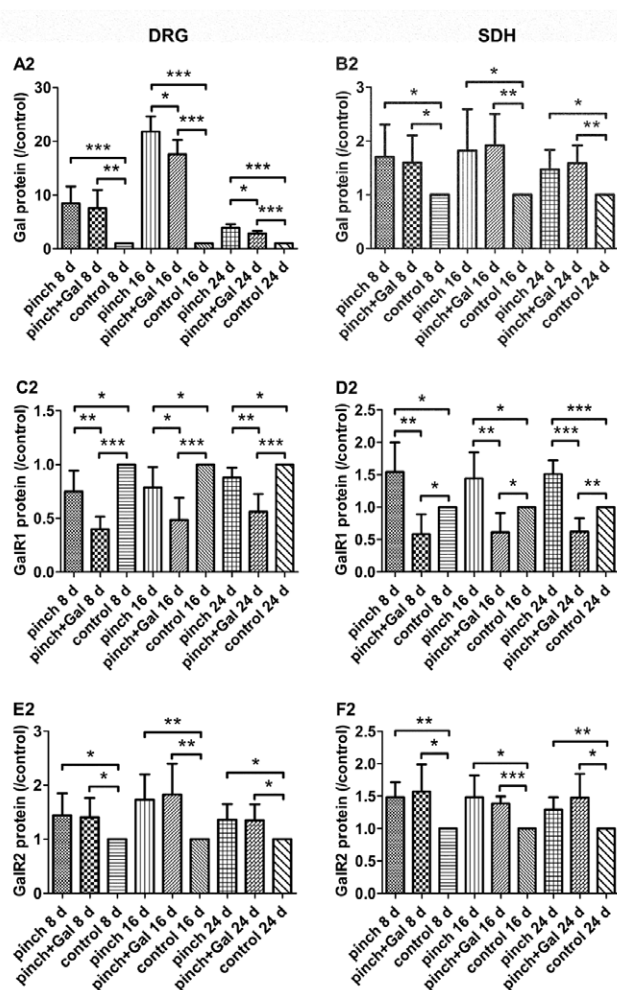 DRG
SDH
A2
Gal protein (/control)
30
20
10
0
***
**
***
*
***
***
*
***
pinch 8 d
pinch+Gal 8 d
control 8 d
pinch 16 d
pinch+Gal 16 d
control 16 d
pinch 24 d
pinch+Gal 24 d
control 24 d
B2
Gal protein (/control)
3
2
1
0
*
*
*
**
*
**
pinch 8 d
pinch+Gal 8 d
control 8 d
pinch 16 d
pinch+Gal 16 d
control 16 d
pinch 24 d
pinch+Gal 24 d
control 24 d
C2
GalR1 protein (/control)
1.5
1.0
0.5
0.0
*
**
***
*
*
***
*
**
***
pinch 8 d
pinch+Gal 8 d
control 8 d
pinch 16 d
pinch+Gal 16 d
control 16 d
pinch 24 d
pinch+Gal 24 d
control 24 d
D2
GalR1 protein (/control)
2.5
2.0
1.5
1.0
0.5
0.0
*
**
*
*
**
*
***
***
**
pinch 8 d
pinch+Gal 8 d
control 8 d
pinch 16 d
pinch+Gal 16 d
control 16 d
pinch 24 d
pinch+Gal 24 d
control 24 d
E2
GalR2 protein (/control)
3
2
1
0
*
*
**
**
*
*
pinch 8 d
pinch+Gal 8 d
control 8 d
pinch 16 d
pinch+Gal 16 d
control 16 d
pinch 24 d
pinch+Gal 24 d
control 24 d
F2
GalR2 protein (/control)
2.5
2.0
1.5
1.0
0.5
0.0
**
*
*
***
**
*
pinch 8 d
pinch+Gal 8 d
control 8 d
pinch 16 d
pinch+Gal 16 d
control 16 d
pinch 24 d
pinch+Gal 24 d
control 24 d